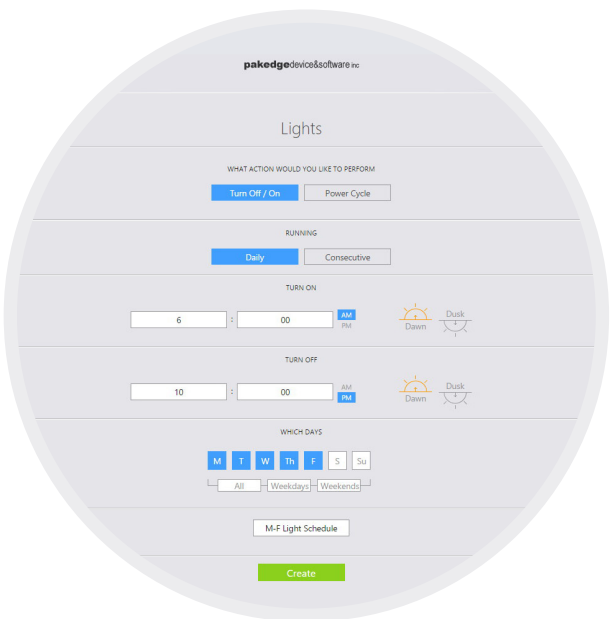 pakedgedevice&software inc
Lights
WHAT ACTION WOULD YOU LIKE TO PERFORM
Turn Off / On Power Cycle
RUNNING
Daily Consecutive
TURN ON
6 : 00 AM PM Dawn Dusk
TURN OFF
10 : 00 AM PM Dawn Dusk
WHICH DAYS
M T W Th F S Su
All Weekdays Weekends
M-F Light Schedule
Create